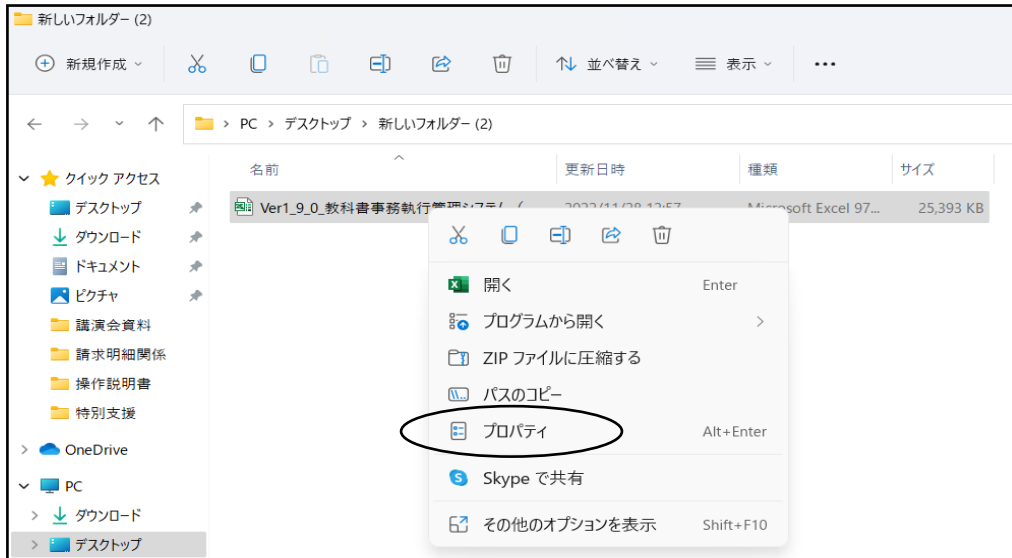 新しいフォルダー (2)
新規作成
並べ替え
表示
PC > デスクトップ > 新しいフォルダー (2)
名前
更新日時
種類
サイズ
クイック アクセス
デスクトップ
ダウンロード
ドキュメント
ピクチャ
講演会資料
請求明細関係
操作説明書
特別支援
OneDrive
PC
ダウンロード
デスクトップ
Ver1_9_0_教科書事務執行管理システム (
2022/11/28 12:57
Microsoft Excel 97...
25,393 KB
開く Enter
プログラムから開く
ZIP ファイルに圧縮する
パスのコピー
プロパティ Alt+Enter
Skype で共有
その他のオプションを表示 Shift+F10